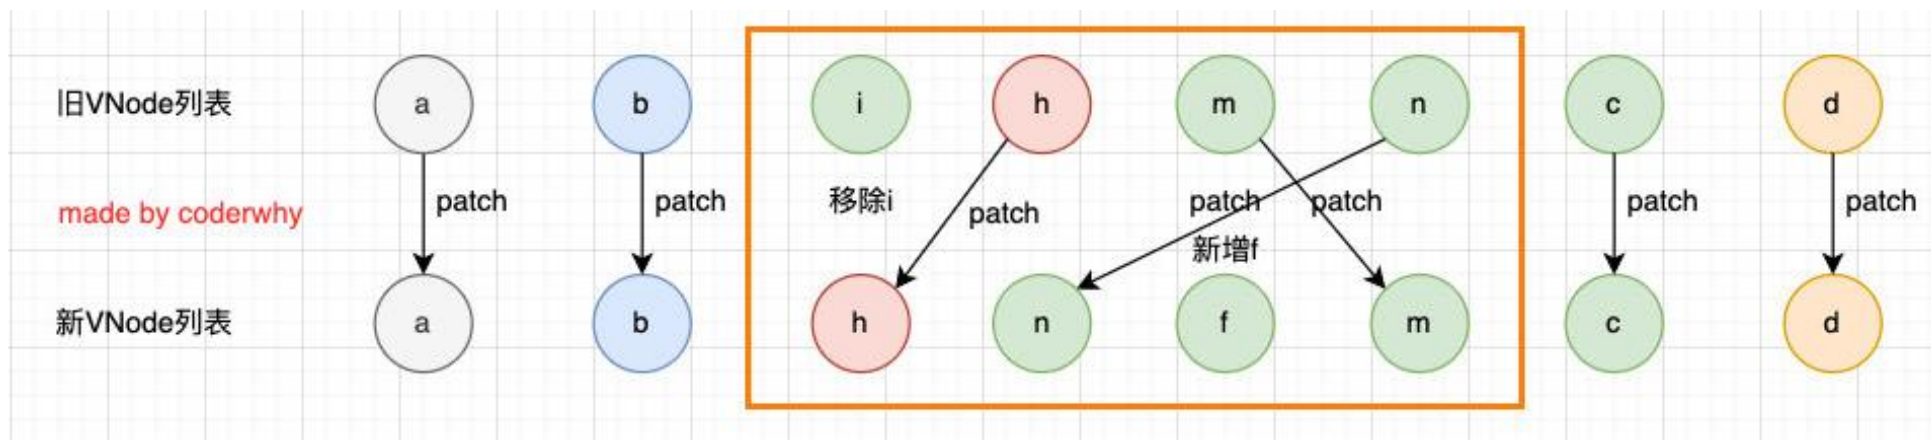 旧VNode列表 a b i h m n c d
patch patch 移除i patch patch patch patch patch
made by coderwhy
新增f
新VNode列表 a b h n f m c d